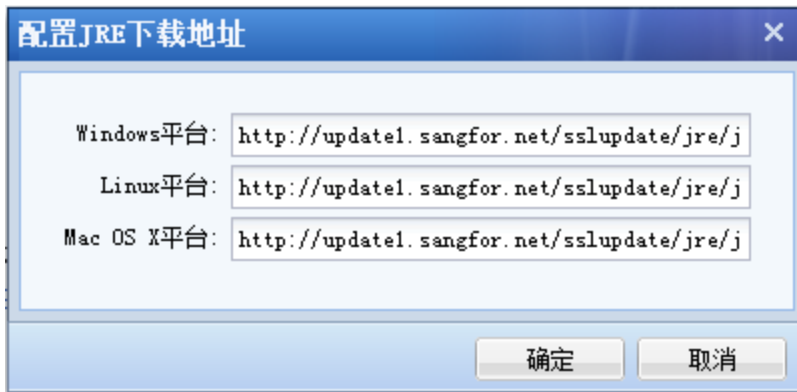 配置JRE下载地址
Windows平台: http://update1.sangfor.net/sslupdate/jre/j
Linux平台: http://update1.sangfor.net/sslupdate/jre/j
Mac OS X平台: http://update1.sangfor.net/sslupdate/jre/j
确定 取消